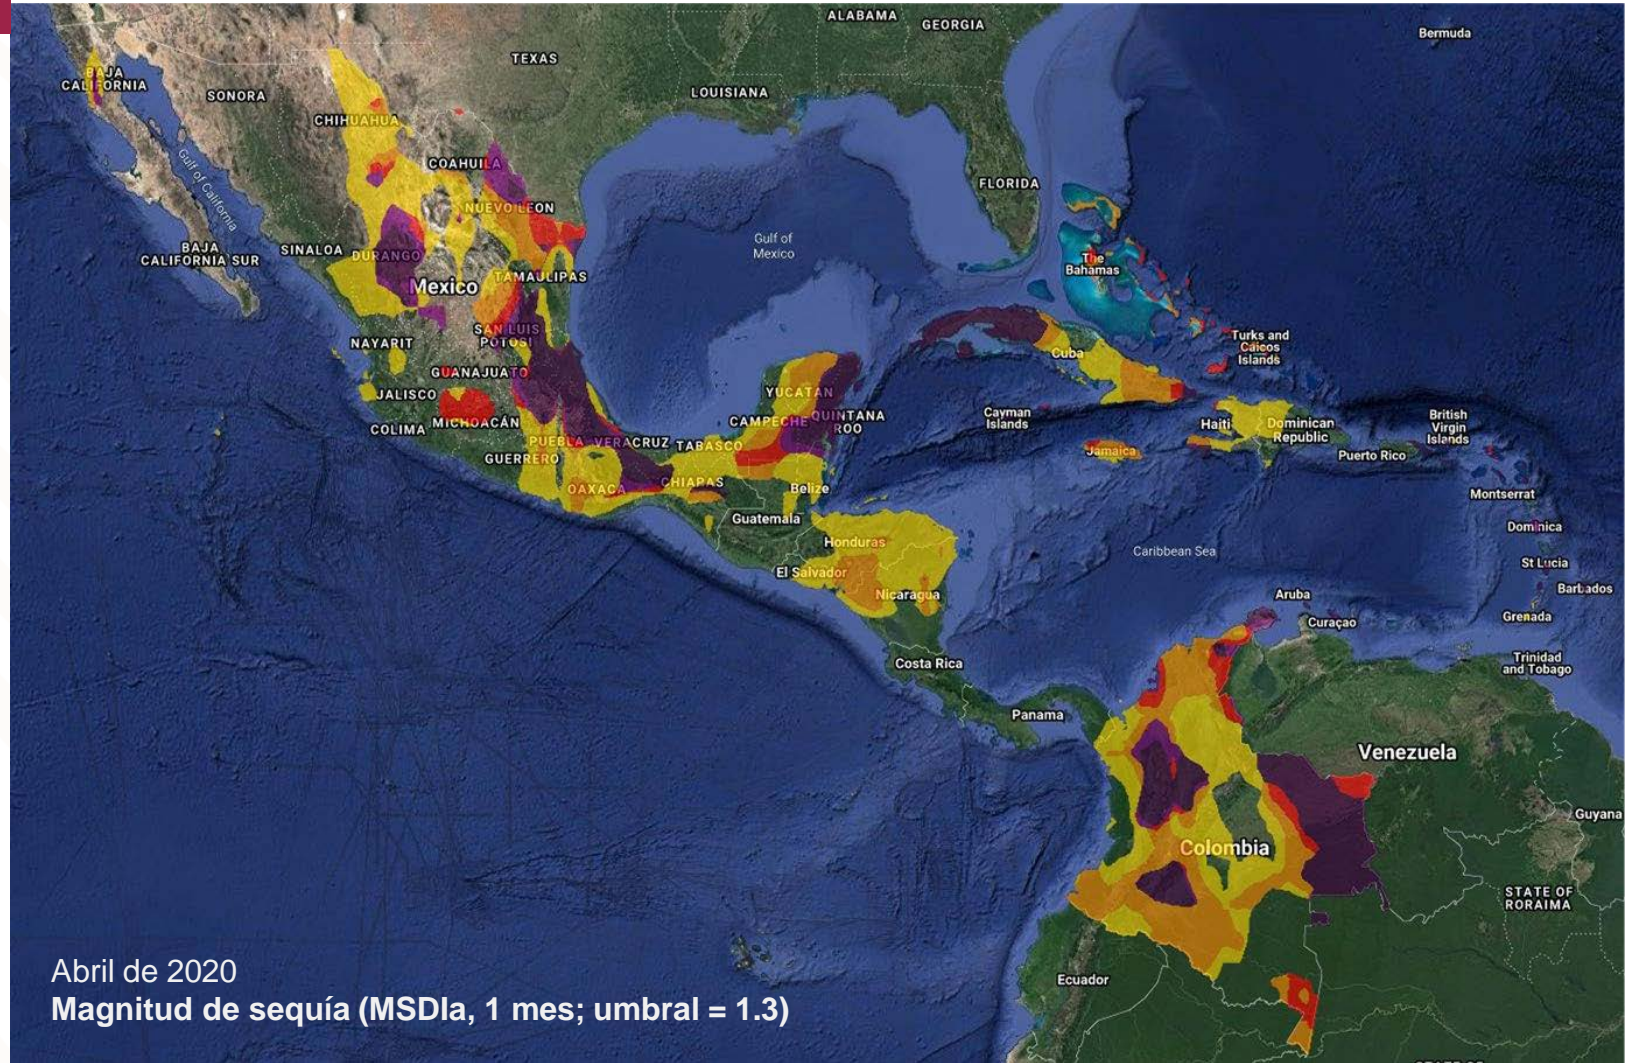 ALABAMA
GEORGIA
Bermuda
TEXAS
BAJA
CALIFORNIA
SONORA
LOUISIANA
CHIHUAHUA
COAHUILA
Gulf of California
FLORIDA
NUEVO LEON
Gulf of
Mexico
BAJA
CALIFORNIA SUR
SINALOA
DURANGO
The
Bahamas
TAMAULIPAS
Mexico
SAN LUIS
POTOSI
NAYARIT
Turks and
Caicos
Islands
Cuba
GUANAJUATO
JALISCO
YUCATAN
COLIMA
MICHOACÁN
CAMPECHE
QUINTANA
ROO
Cayman
Islands
Haiti
Dominican
Republic
British
Virgin
Islands
PUEBLA
VERACRUZ
TABASCO
Jamaica
Puerto Rico
GUERRERO
OAXACA
CHIAPAS
Belize
Montserrat
Guatemala
Dominica
Honduras
Caribbean Sea
El Salvador
St Lucia
Nicaragua
Aruba
Barbados
Curaçao
Grenada
Costa Rica
Trinidad
and Tobago
Panama
Venezuela
Guyana
Colombia
STATE OF
RORAIMA
Ecuador
Abril de 2020
Magnitud de sequía (MSDIa, 1 mes; umbral = 1.3)